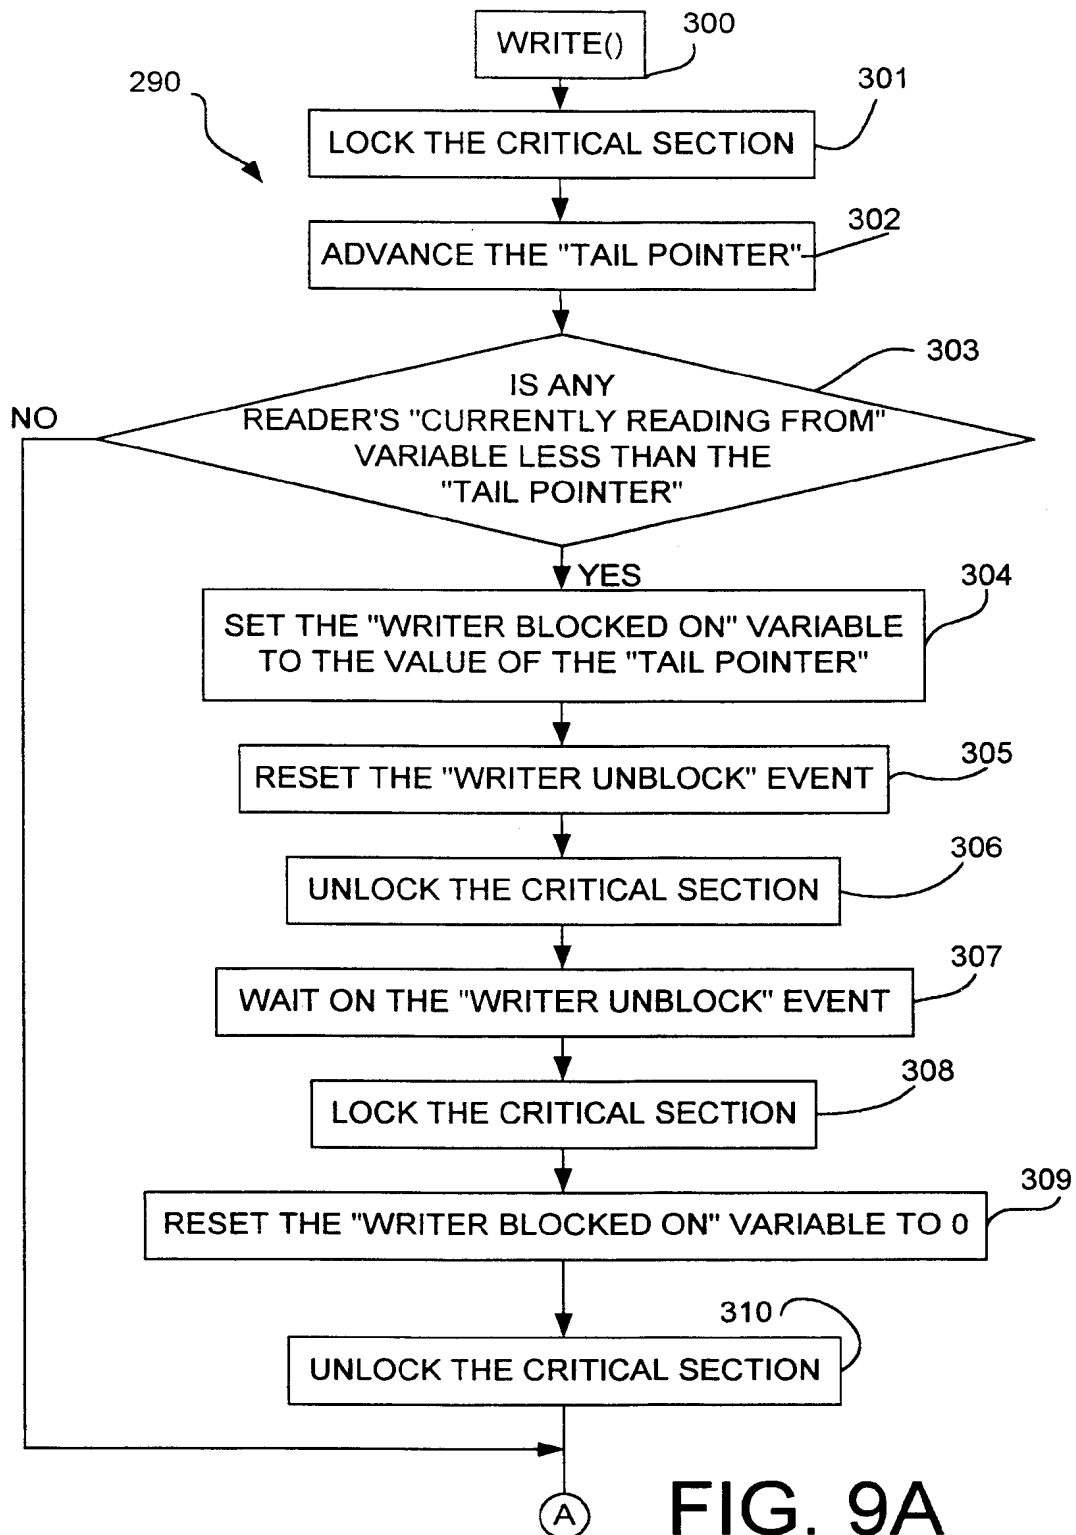 WRITE()
300
290
301
LOCK THE CRITICAL SECTION
302
ADVANCE THE "TAIL POINTER"
303
IS ANY
READER'S "CURRENTLY READING FROM"
VARIABLE LESS THAN THE
"TAIL POINTER"
NO
YES
304
SET THE "WRITER BLOCKED ON" VARIABLE
TO THE VALUE OF THE "TAIL POINTER"
305
RESET THE "WRITER UNBLOCK" EVENT
306
UNLOCK THE CRITICAL SECTION
307
WAIT ON THE "WRITER UNBLOCK" EVENT
308
LOCK THE CRITICAL SECTION
309
RESET THE "WRITER BLOCKED ON" VARIABLE TO 0
310
UNLOCK THE CRITICAL SECTION
A
FIG. 9A